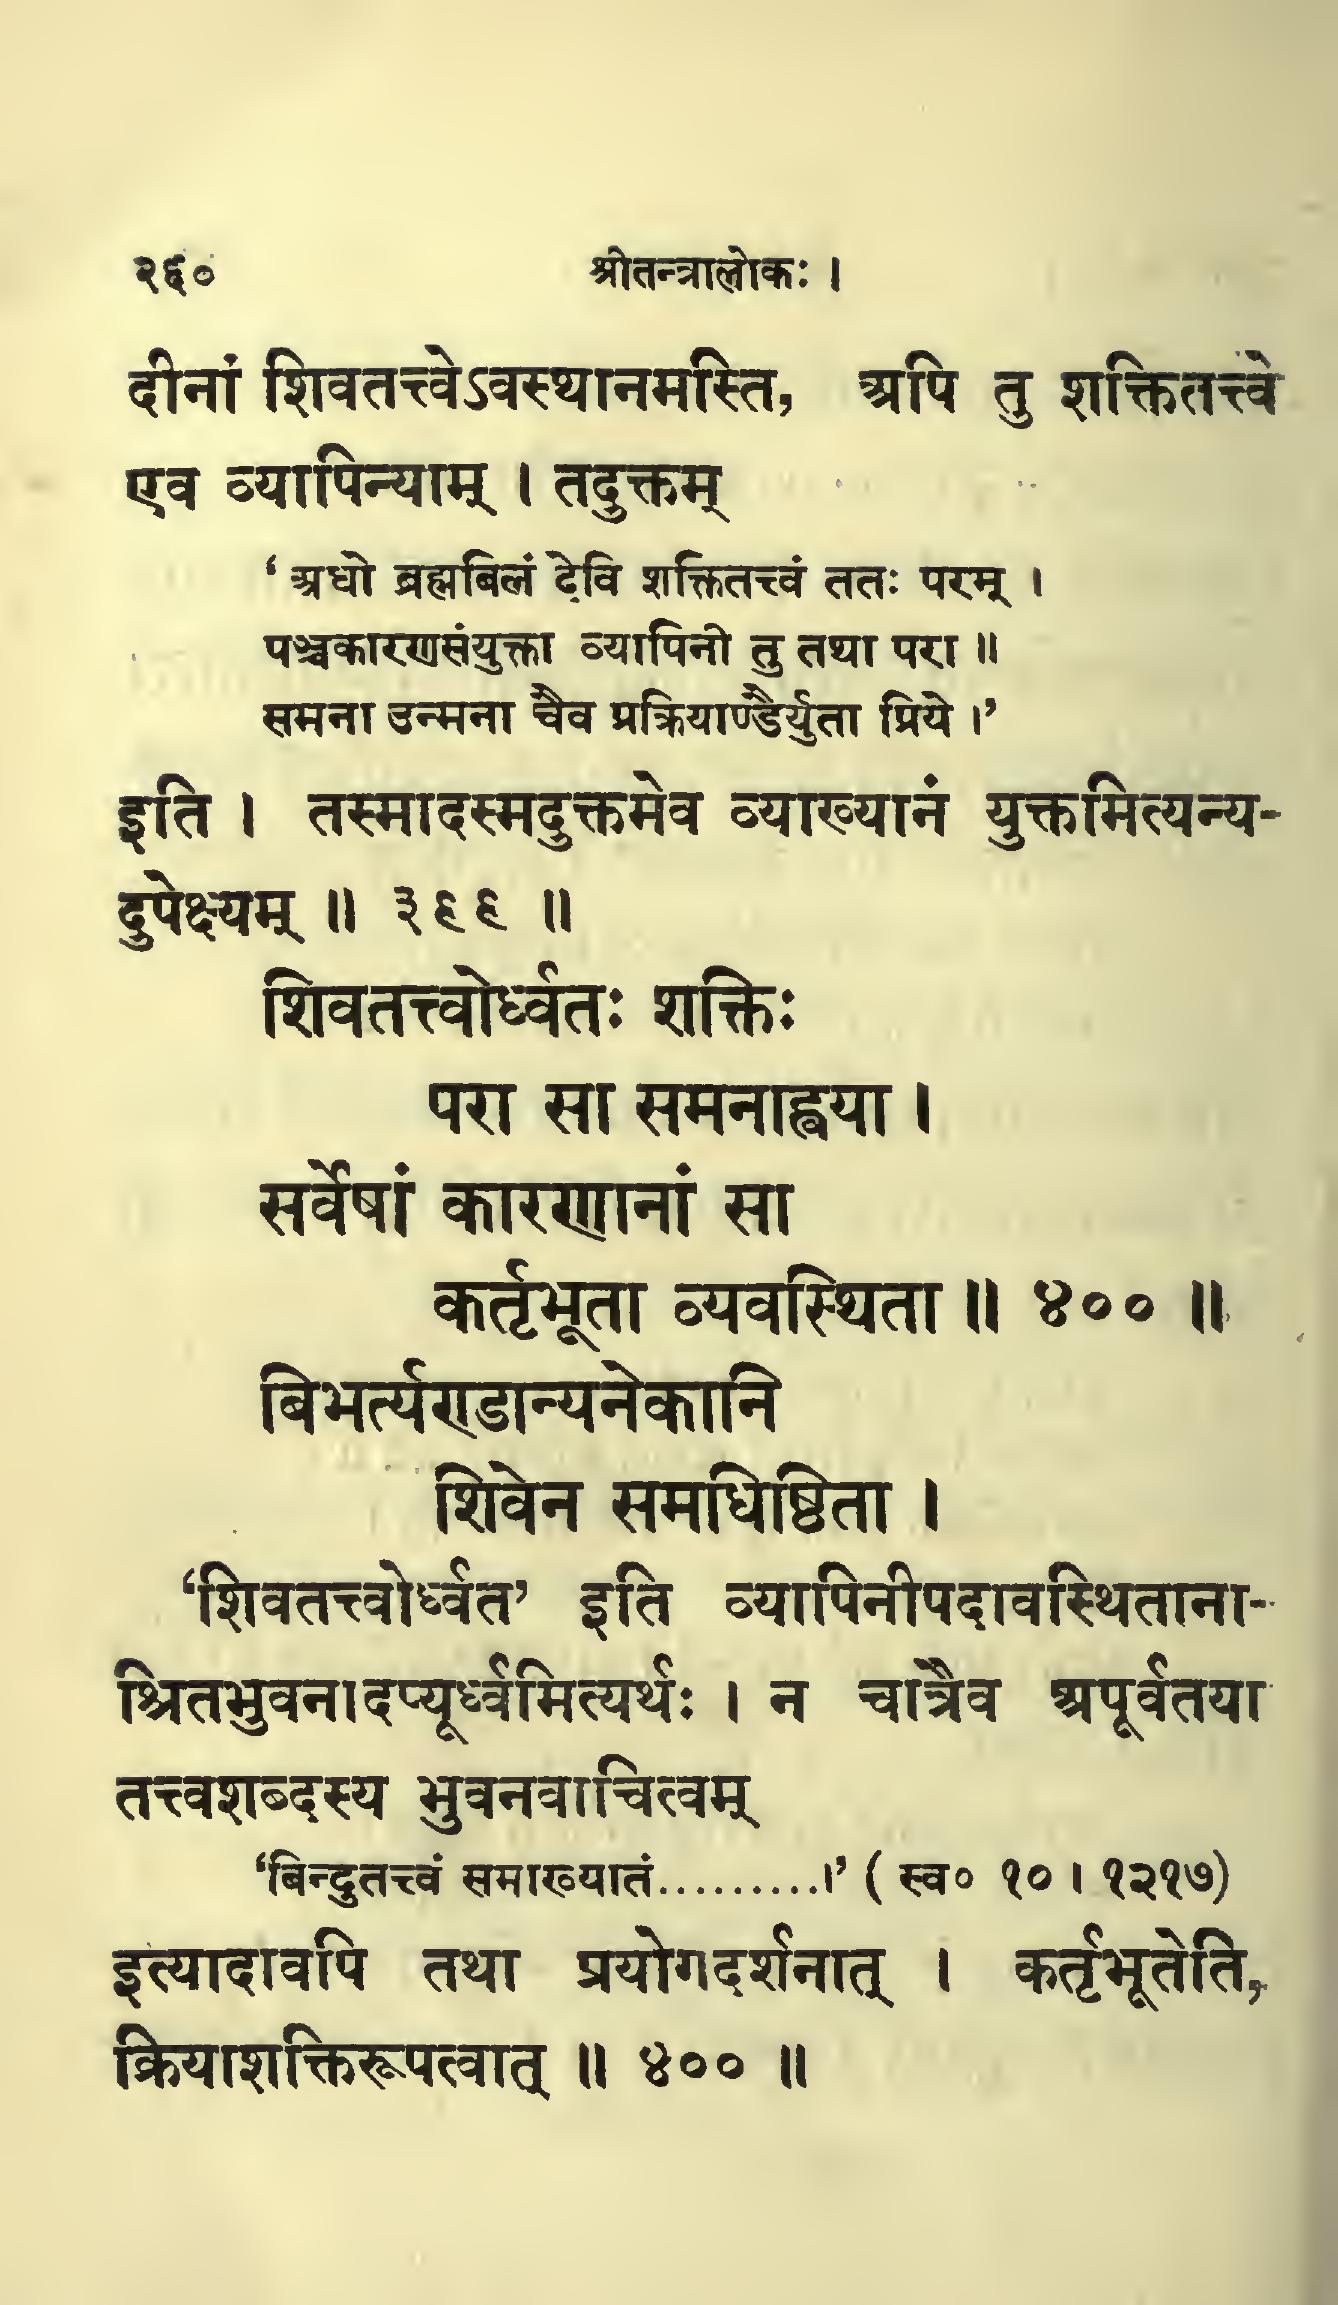 २६० श्रीतन्त्रालोकः ।
दीनां शिवतत्त्वेऽवस्थानमस्ति, अपि तु शक्तितत्त्वे
एव व्यापिन्याम् । तदुक्तम्
‘अधो ब्रह्मबिलं देवि शक्तितत्त्वं ततः परम् ।
पञ्चकारणसंयुक्ता व्यापिनी तु तथा परा ॥
समना उन्मना चैव प्रक्रियाण्डैर्युता प्रिये ।’
इति । तस्मादस्मदुक्तमेव व्याख्यानं युक्तमित्यन्य-
दुपेक्ष्यम् ॥ ३९९ ॥
शिवतत्त्वोर्ध्वतः शक्तिः
परा सा समनाह्वया ।
सर्वेषां कारणानां सा
कर्तृभूता व्यवस्थिता ॥ ४०० ॥
बिभर्त्यण्डान्यनेकानि
शिवेन समधिष्ठिता ।
‘शिवतत्त्वोर्ध्वत’ इति व्यापिनीपदावस्थिताना-
श्रितभुवनादप्यूर्ध्वमित्यर्थः । न चात्रैव अपूर्वतया
तत्त्वशब्दस्य भुवनवाचित्वम्
‘बिन्दुतत्त्वं समाख्यातं..........।’ ( स्व० १० । १२१७)
इत्यादावपि तथा प्रयोगदर्शनात् । कर्तृभूतेति,
क्रियाशक्तिरूपत्वात् ॥ ४०० ॥